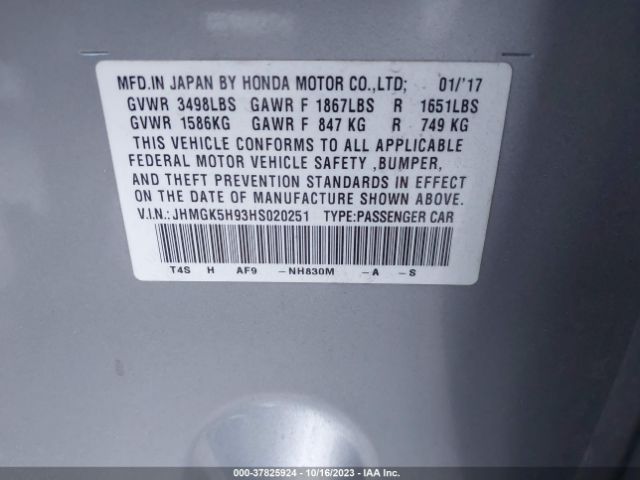 MFD.IN JAPAN BY HONDA MOTOR CO.,LTD; 01/'17
GVWR 3498LBS GAWR F 1867LBS R 1651LBS
GVWR 1586KG GAWR F 847 KG R 749 KG
THIS VEHICLE CONFORMS TO ALL APPLICABLE
FEDERAL MOTOR VEHICLE SAFETY ,BUMPER,
AND THEFT PREVENTION STANDARDS IN EFFECT
ON THE DATE OF MANUFACTURE SHOWN ABOVE.
V.I.N.: JHMGK5H93HS020251 TYPE:PASSENGER CAR
T4S H AF9 -NH830M -A -S
000-37825924 - 10/16/2023 - IAA Inc.